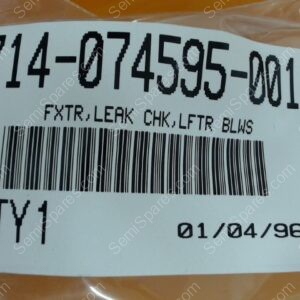 714-074595-001
FXTR,LEAK CHK,LFTR BLWS
TY1 01/04/96